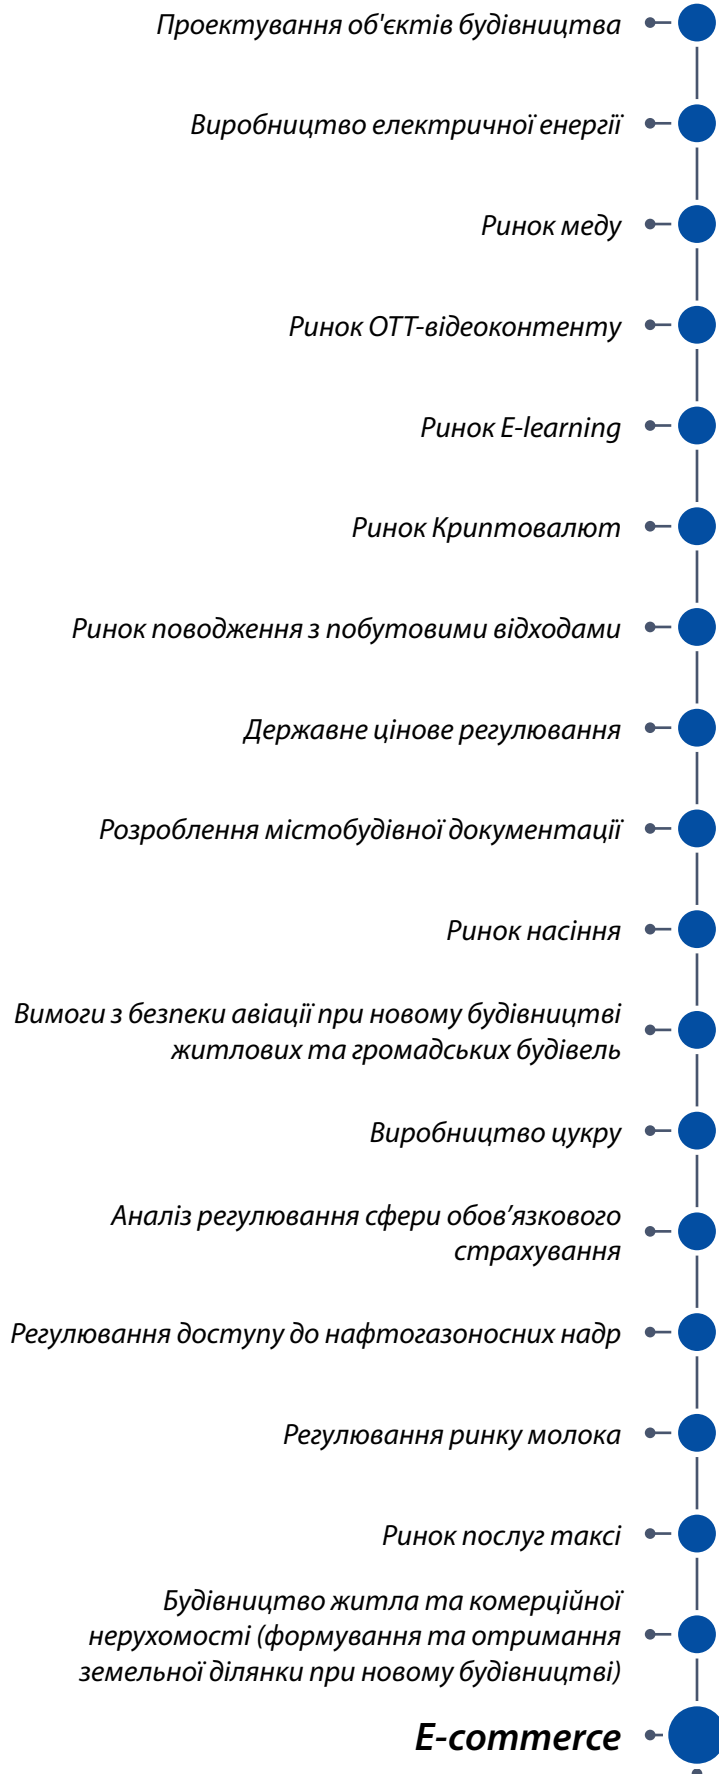 Проектування об'єктів будівництва
Виробництво електричної енергії
Ринок меду
Ринок ОТТ-відеоконтенту
Ринок E-learning
Ринок Криптовалют
Ринок поводження з побутовими відходами
Державне цінове регулювання
Розроблення містобудівної документації
Ринок насіння
Вимоги з безпеки авіації при новому будівництві
житлових та громадських будівель
Виробництво цукру
Аналіз регулювання сфери обов’язкового
страхування
Регулювання доступу до нафтогазоносних надр
Регулювання ринку молока
Ринок послуг таксі
Будівництво житла та комерційної
нерухомості (формування та отримання
земельної ділянки при новому будівництві)
E-commerce